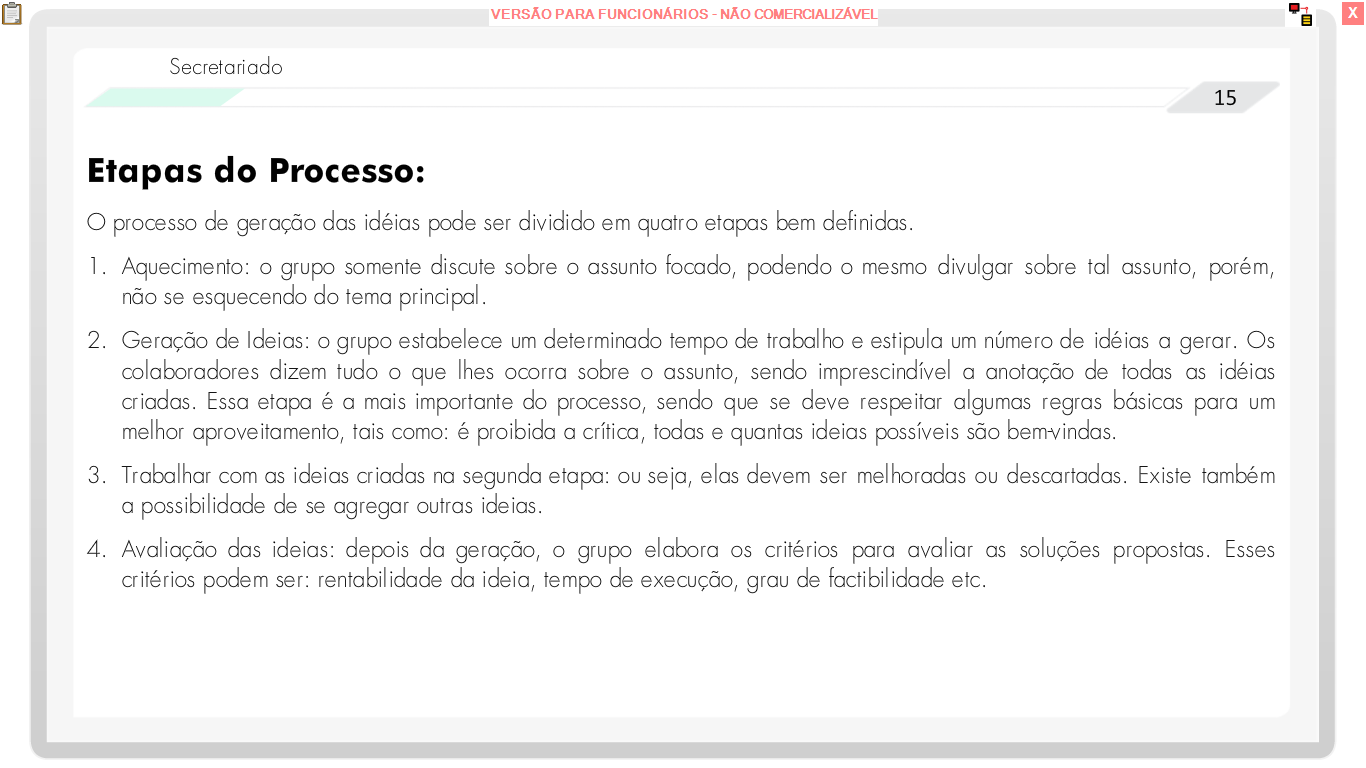 VERSÃO PARA FUNCIONÁRIOS - NÃO COMERCIALIZÁVEL
X
Secretariado
15
Etapas do Processo:
O processo de geração das idéias pode ser dividido em quatro etapas bem definidas.
1. Aquecimento: o grupo somente discute sobre o assunto focado, podendo o mesmo divulgar sobre tal assunto, porém,
não se esquecendo do tema principal.
2. Geração de Ideias: o grupo estabelece um determinado tempo de trabalho e estipula um número de idéias a gerar. Os
colaboradores dizem tudo o que lhes ocorra sobre o assunto, sendo imprescindível a anotação de todas as idéias
criadas. Essa etapa é a mais importante do processo, sendo que se deve respeitar algumas regras básicas para um
melhor aproveitamento, tais como: é proibida a crítica, todas e quantas ideias possíveis são bem-vindas.
3. Trabalhar com as ideias criadas na segunda etapa: ou seja, elas devem ser melhoradas ou descartadas. Existe também
a possibilidade de se agregar outras ideias.
4. Avaliação das ideias: depois da geração, o grupo elabora os critérios para avaliar as soluções propostas. Esses
critérios podem ser: rentabilidade da ideia, tempo de execução, grau de factibilidade etc.